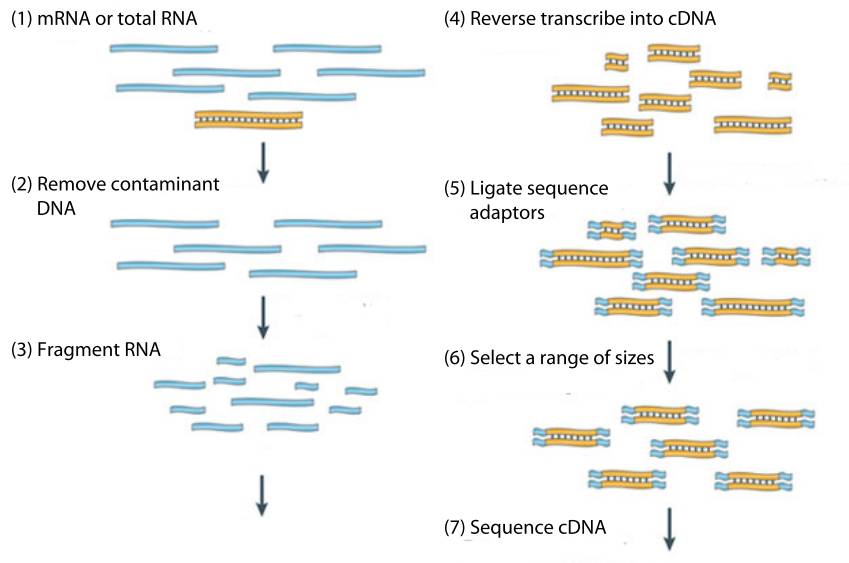 (1) mRNA or total RNA
(2) Remove contaminant
DNA
(3) Fragment RNA
(4) Reverse transcribe into cDNA
(5) Ligate sequence
adaptors
(6) Select a range of sizes
(7) Sequence cDNA